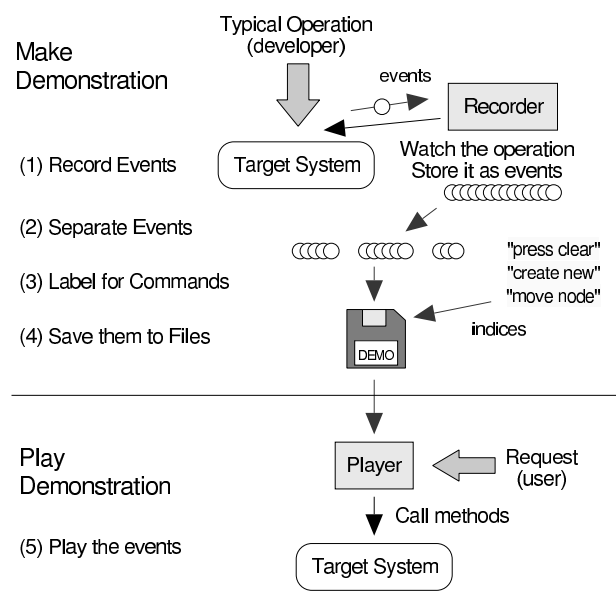 Typical Operation
(developer)
Make
Demonstration
events
Recorder
(1) Record Events
Target System
Watch the operation
Store it as events
(2) Separate Events
"press clear"
"create new"
"move node"
(3) Label for Commands
indices
(4) Save them to Files
DEMO
Play
Demonstration
Player
Request
(user)
Call methods
(5) Play the events
Target System